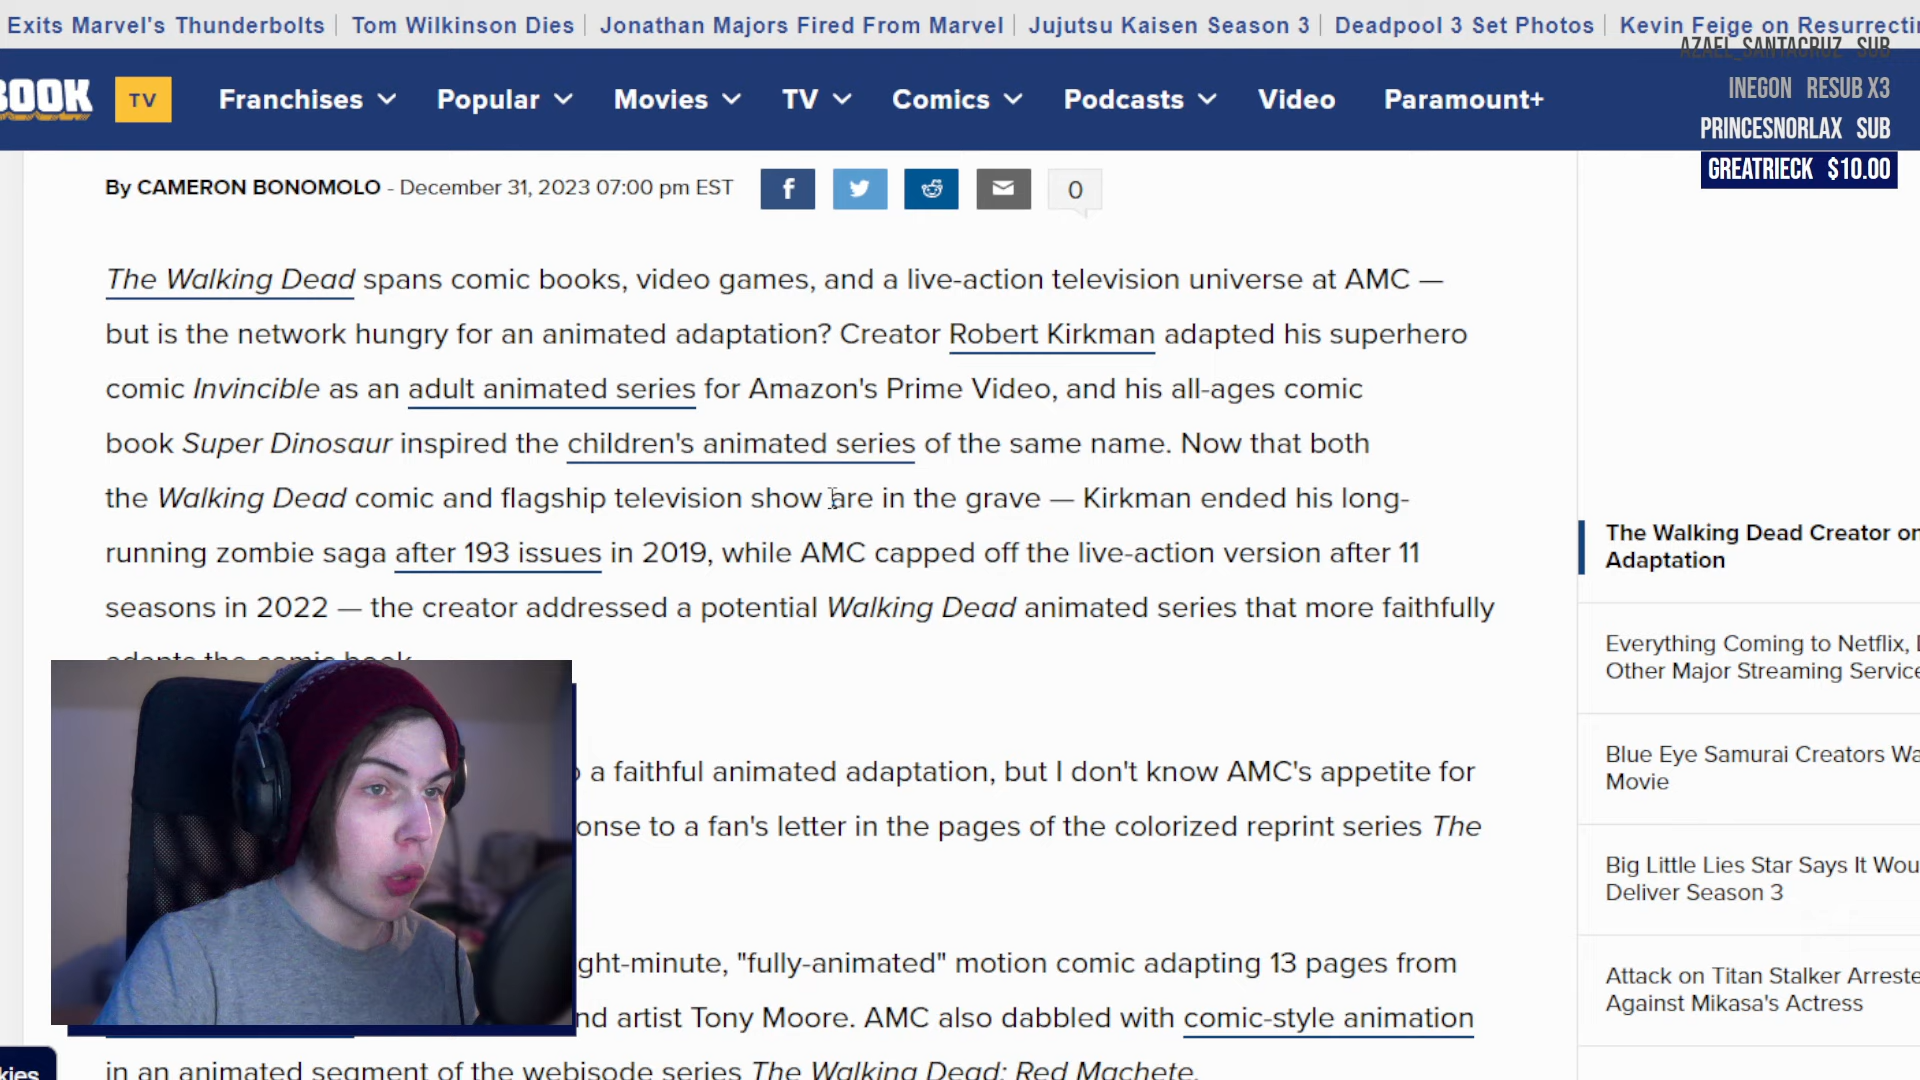 Exits Marvel's Thunderbolts | Tom Wilkinson Dies | Jonathan Majors Fired From Marvel | Jujutsu Kaisen Season 3 | Deadpool 3 Set Photos | Kevin Feige on
AZAEL_SANTACRUZ SUB
BOOK TV Franchises Popular Movies TV Comics Podcasts Video Paramount+
INEGON RESUB X3
PRINCESNORLAX SUB
GREATRIECK $10.00
By CAMERON BONOMOLO - December 31, 2023 07:00 pm EST
f
0
The Walking Dead spans comic books, video games, and a live-action television universe at AMC —
but is the network hungry for an animated adaptation? Creator Robert Kirkman adapted his superhero
comic Invincible as an adult animated series for Amazon's Prime Video, and his all-ages comic
book Super Dinosaur inspired the children's animated series of the same name. Now that both
the Walking Dead comic and flagship television show are in the grave — Kirkman ended his long-
running zombie saga after 193 issues in 2019, while AMC capped off the live-action version after 11
seasons in 2022 — the creator addressed a potential Walking Dead animated series that more faithfully
adapts the comic book.
a faithful animated adaptation, but I don't know AMC's appetite for
onse to a fan's letter in the pages of the colorized reprint series The
ght-minute, "fully-animated" motion comic adapting 13 pages from
nd artist Tony Moore. AMC also dabbled with comic-style animation
in an animated segment of the webisode series The Walking Dead: Red Machete.
kies
The Walking Dead Creator on
Adaptation
Everything Coming to Netflix,
Other Major Streaming Service
Blue Eye Samurai Creators Wa
Movie
Big Little Lies Star Says It Wou
Deliver Season 3
Attack on Titan Stalker Arreste
Against Mikasa's Actress